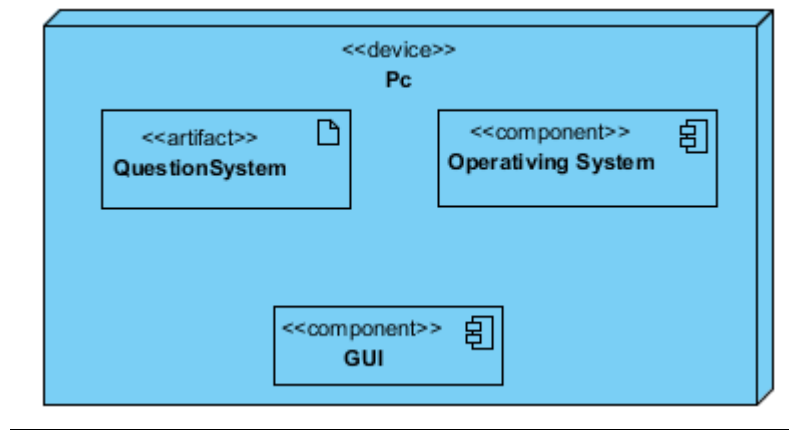 <<device>>
Pc
<<artifact>>
QuestionSystem
<<component>>
Operativing System
<<component>>
GUI